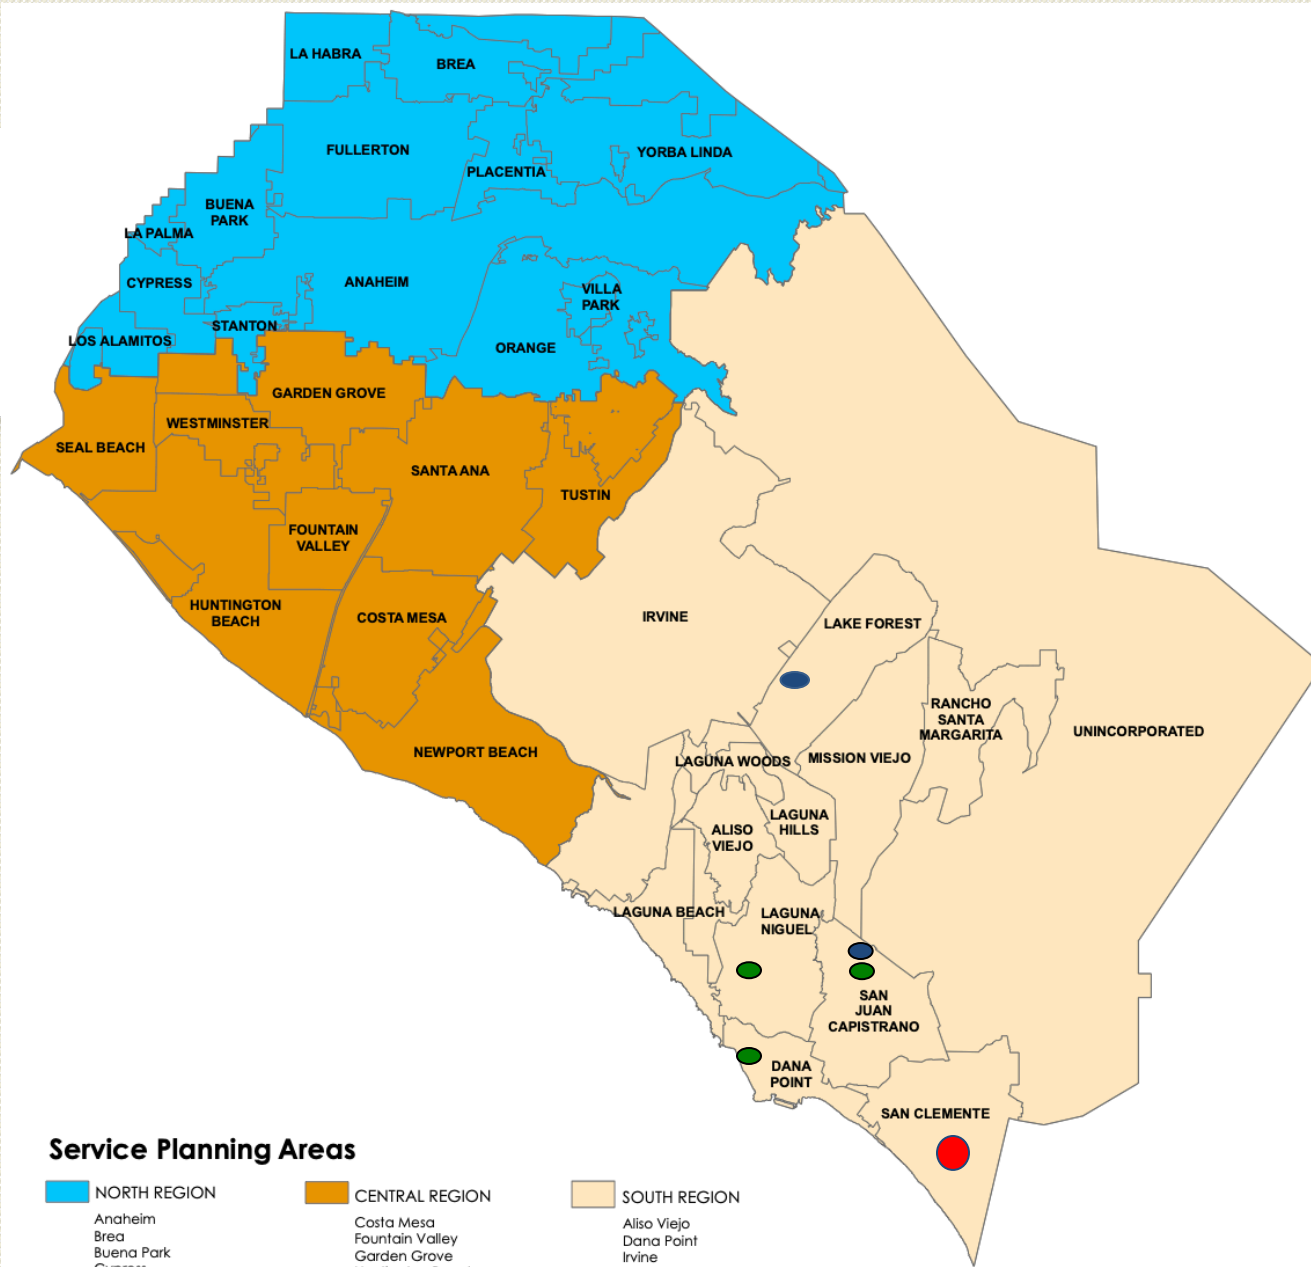 LA HABRA
BREA
FULLERTON
PLACENTIA
YORBA LINDA
BUENA
PARK
LA PALMA
CYPRESS
ANAHEIM
VILLA
PARK
STANTON
LOS ALAMITOS
ORANGE
GARDEN GROVE
WESTMINSTER
SEAL BEACH
SANTA ANA
TUSTIN
FOUNTAIN
VALLEY
HUNTINGTON
BEACH
COSTA MESA
IRVINE
LAKE FOREST
RANCHO
SANTA
MARGARITA
UNINCORPORATED
NEWPORT BEACH
LAGUNA WOODS
MISSION VIEJO
LAGUNA
HILLS
ALISO
VIEJO
LAGUNA BEACH
LAGUNA
NIGUEL
SAN
JUAN
CAPISTRANO
DANA
POINT
SAN CLEMENTE
Service Planning Areas
NORTH REGION
Anaheim
Brea
Buena Park
CENTRAL REGION
Costa Mesa
Fountain Valley
Garden Grove
SOUTH REGION
Aliso Viejo
Dana Point
Irvine